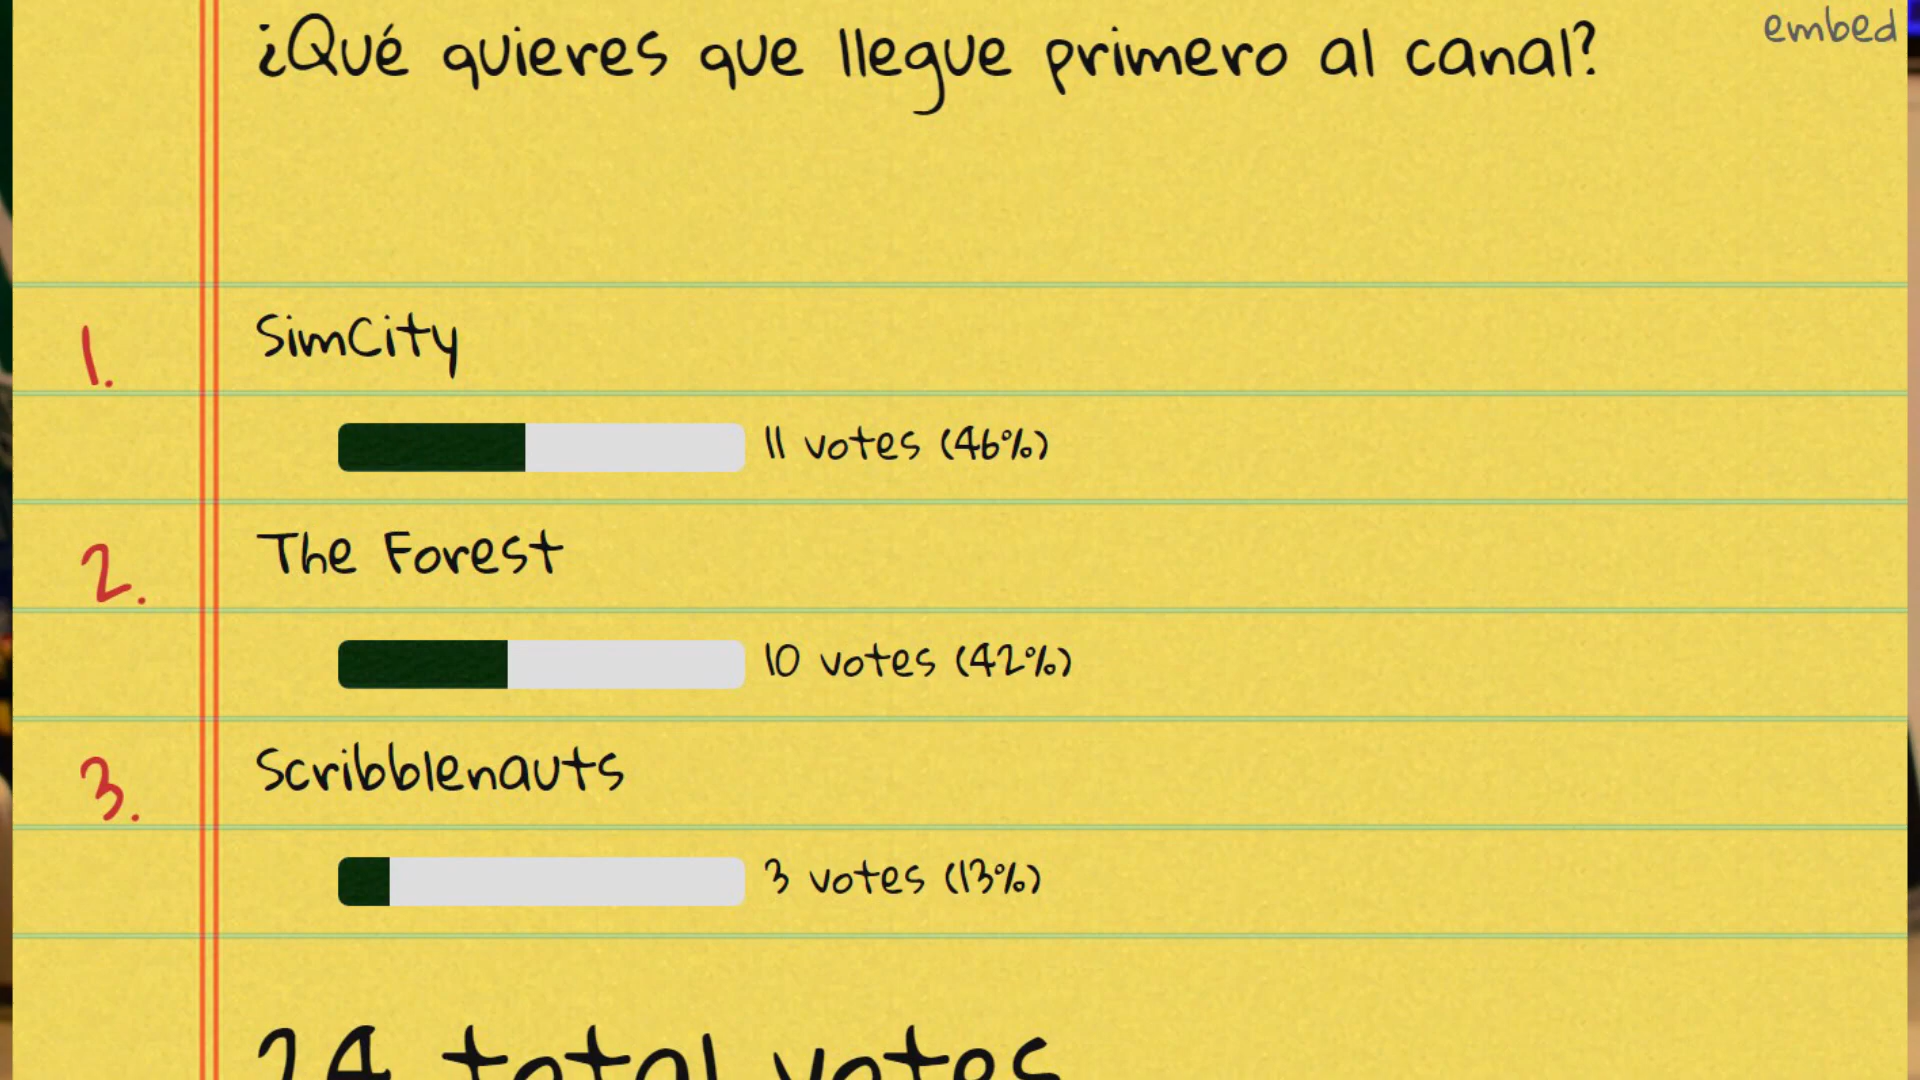 ¿Qué quieres que llegue primero al canal?
embed
1. SimCity
11 votes (46%)
2. The Forest
10 votes (42%)
3. Scribblenauts
3 votes (13%)
24 total votes